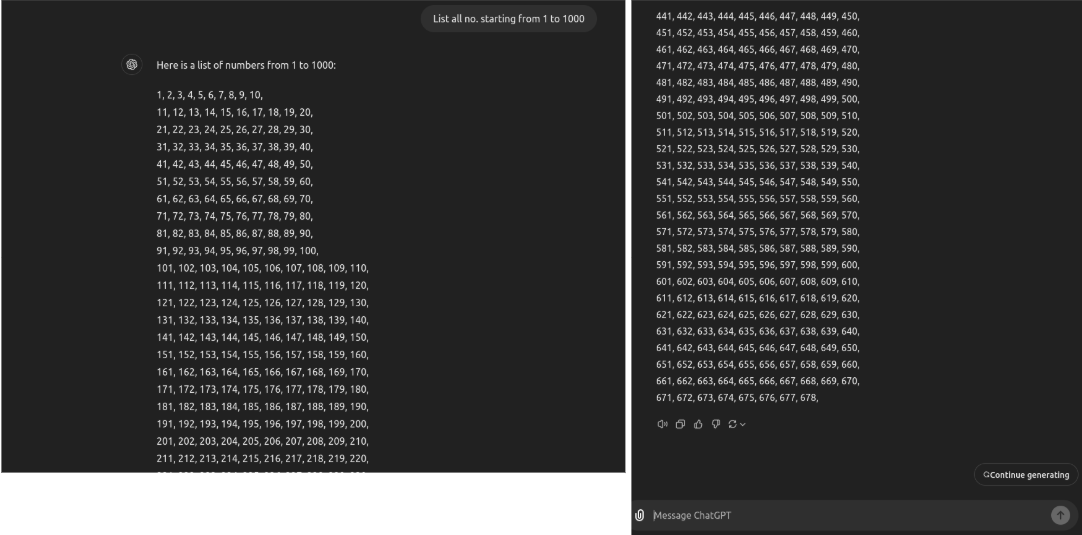 List all no. starting from 1 to 1000
Here is a list of numbers from 1 to 1000:
1, 2, 3, 4, 5, 6, 7, 8, 9, 10,
11, 12, 13, 14, 15, 16, 17, 18, 19, 20,
21, 22, 23, 24, 25, 26, 27, 28, 29, 30,
31, 32, 33, 34, 35, 36, 37, 38, 39, 40,
41, 42, 43, 44, 45, 46, 47, 48, 49, 50,
51, 52, 53, 54, 55, 56, 57, 58, 59, 60,
61, 62, 63, 64, 65, 66, 67, 68, 69, 70,
71, 72, 73, 74, 75, 76, 77, 78, 79, 80,
81, 82, 83, 84, 85, 86, 87, 88, 89, 90,
91, 92, 93, 94, 95, 96, 97, 98, 99, 100,
101, 102, 103, 104, 105, 106, 107, 108, 109, 110,
111, 112, 113, 114, 115, 116, 117, 118, 119, 120,
121, 122, 123, 124, 125, 126, 127, 128, 129, 130,
131, 132, 133, 134, 135, 136, 137, 138, 139, 140,
141, 142, 143, 144, 145, 146, 147, 148, 149, 150,
151, 152, 153, 154, 155, 156, 157, 158, 159, 160,
161, 162, 163, 164, 165, 166, 167, 168, 169, 170,
171, 172, 173, 174, 175, 176, 177, 178, 179, 180,
181, 182, 183, 184, 185, 186, 187, 188, 189, 190,
191, 192, 193, 194, 195, 196, 197, 198, 199, 200,
201, 202, 203, 204, 205, 206, 207, 208, 209, 210,
211, 212, 213, 214, 215, 216, 217, 218, 219, 220,
441, 442, 443, 444, 445, 446, 447, 448, 449, 450,
451, 452, 453, 454, 455, 456, 457, 458, 459, 460,
461, 462, 463, 464, 465, 466, 467, 468, 469, 470,
471, 472, 473, 474, 475, 476, 477, 478, 479, 480,
481, 482, 483, 484, 485, 486, 487, 488, 489, 490,
491, 492, 493, 494, 495, 496, 497, 498, 499, 500,
501, 502, 503, 504, 505, 506, 507, 508, 509, 510,
511, 512, 513, 514, 515, 516, 517, 518, 519, 520,
521, 522, 523, 524, 525, 526, 527, 528, 529, 530,
531, 532, 533, 534, 535, 536, 537, 538, 539, 540,
541, 542, 543, 544, 545, 546, 547, 548, 549, 550,
551, 552, 553, 554, 555, 556, 557, 558, 559, 560,
561, 562, 563, 564, 565, 566, 567, 568, 569, 570,
571, 572, 573, 574, 575, 576, 577, 578, 579, 580,
581, 582, 583, 584, 585, 586, 587, 588, 589, 590,
591, 592, 593, 594, 595, 596, 597, 598, 599, 600,
601, 602, 603, 604, 605, 606, 607, 608, 609, 610,
611, 612, 613, 614, 615, 616, 617, 618, 619, 620,
621, 622, 623, 624, 625, 626, 627, 628, 629, 630,
631, 632, 633, 634, 635, 636, 637, 638, 639, 640,
641, 642, 643, 644, 645, 646, 647, 648, 649, 650,
651, 652, 653, 654, 655, 656, 657, 658, 659, 660,
661, 662, 663, 664, 665, 666, 667, 668, 669, 670,
671, 672, 673, 674, 675, 676, 677, 678,
Continue generating
Message ChatGPT